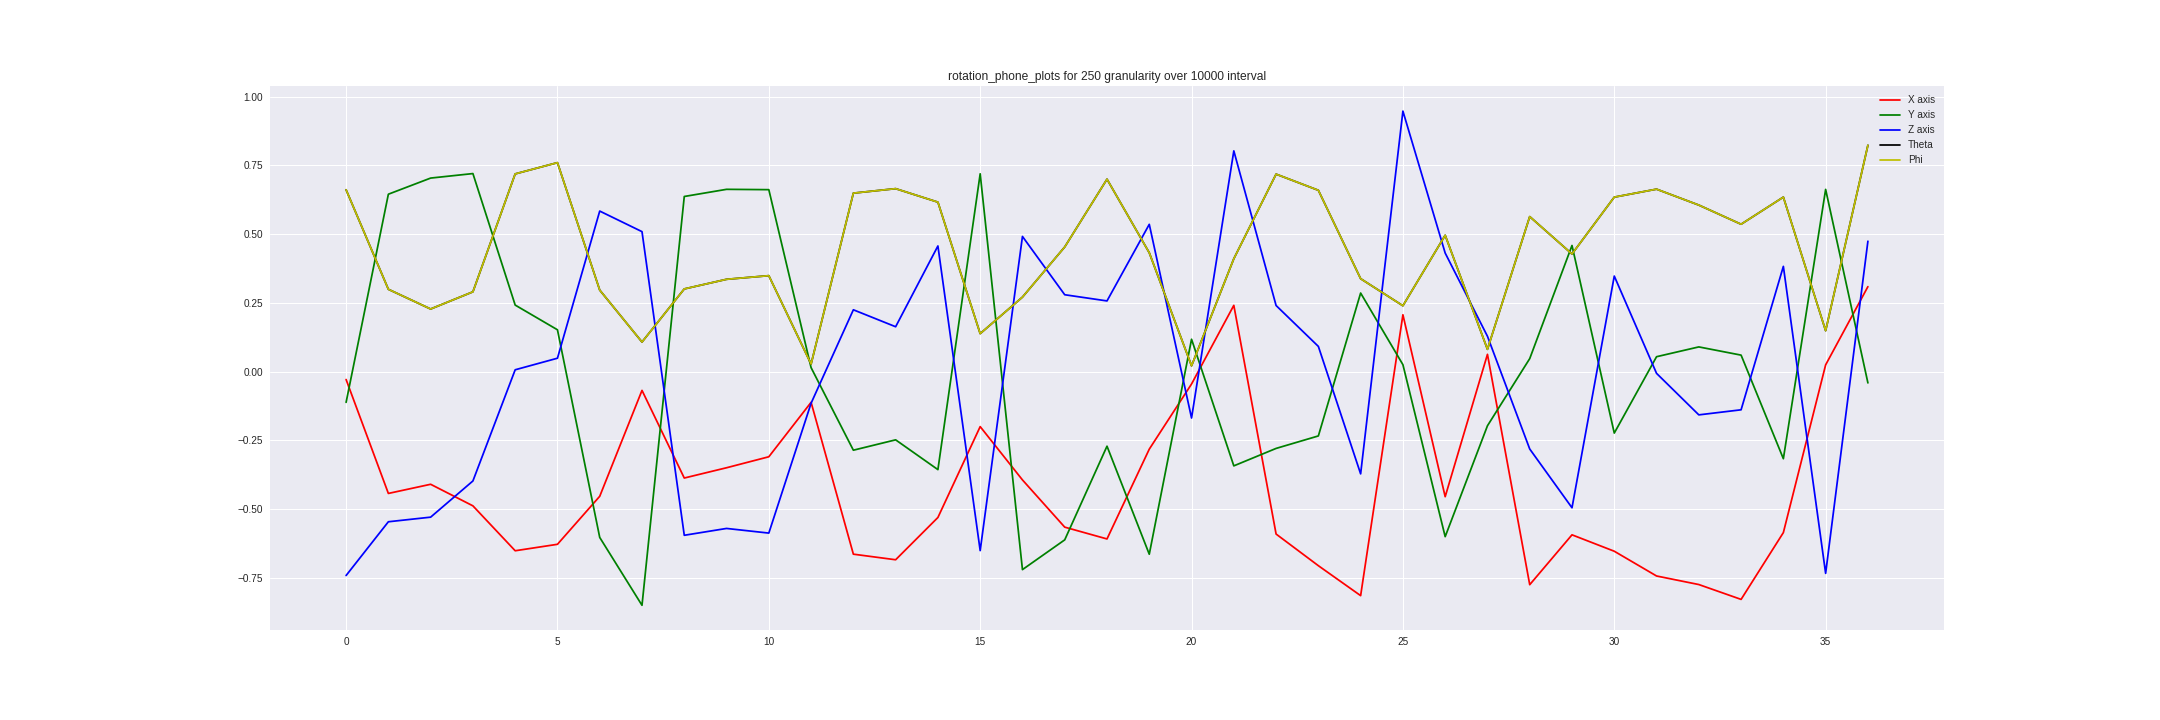 rotation_phone_plots for 250 granularity over 10000 interval
1.00
0.75
0.50
0.25
0.00
−0.25
−0.50
−0.75
0 5 10 15 20 25 30 35
X axis
Y axis
Z axis
Theta
Phi